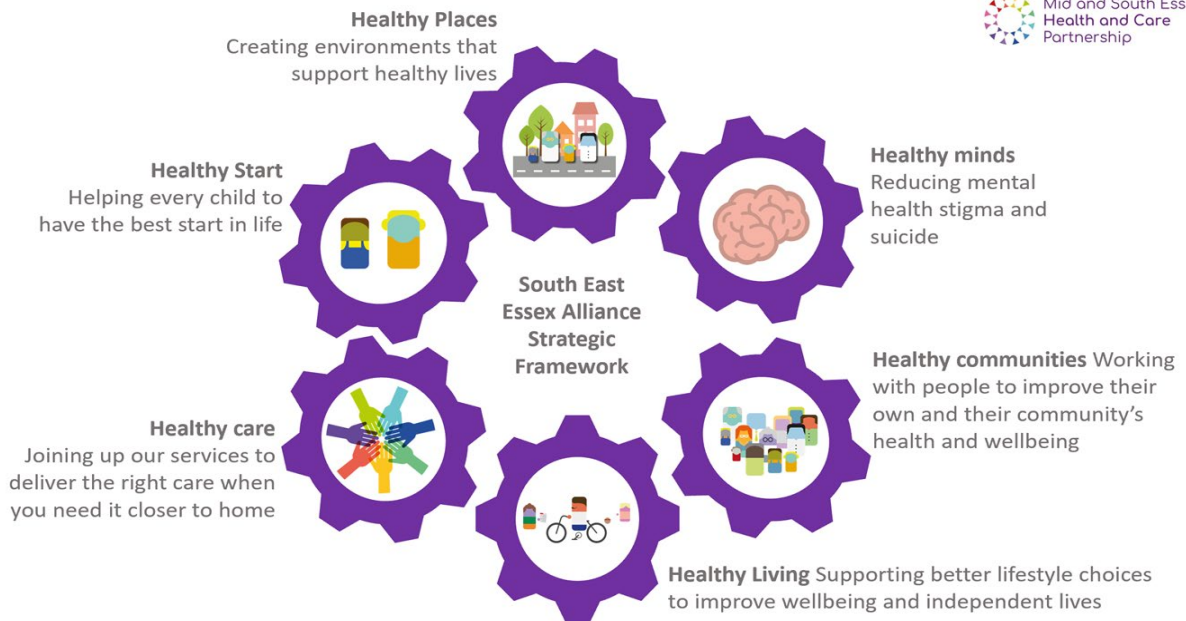 Mid and South Ess
Health and Care
Partnership
Healthy Places
Creating environments that
support healthy lives
Healthy Start
Helping every child to
have the best start in life
Healthy minds
Reducing mental
health stigma and
suicide
South East
Essex Alliance
Strategic
Framework
Healthy communities Working
with people to improve their
own and their community’s
health and wellbeing
Healthy care
Joining up our services to
deliver the right care when
you need it closer to home
Healthy Living Supporting better lifestyle choices
to improve wellbeing and independent lives